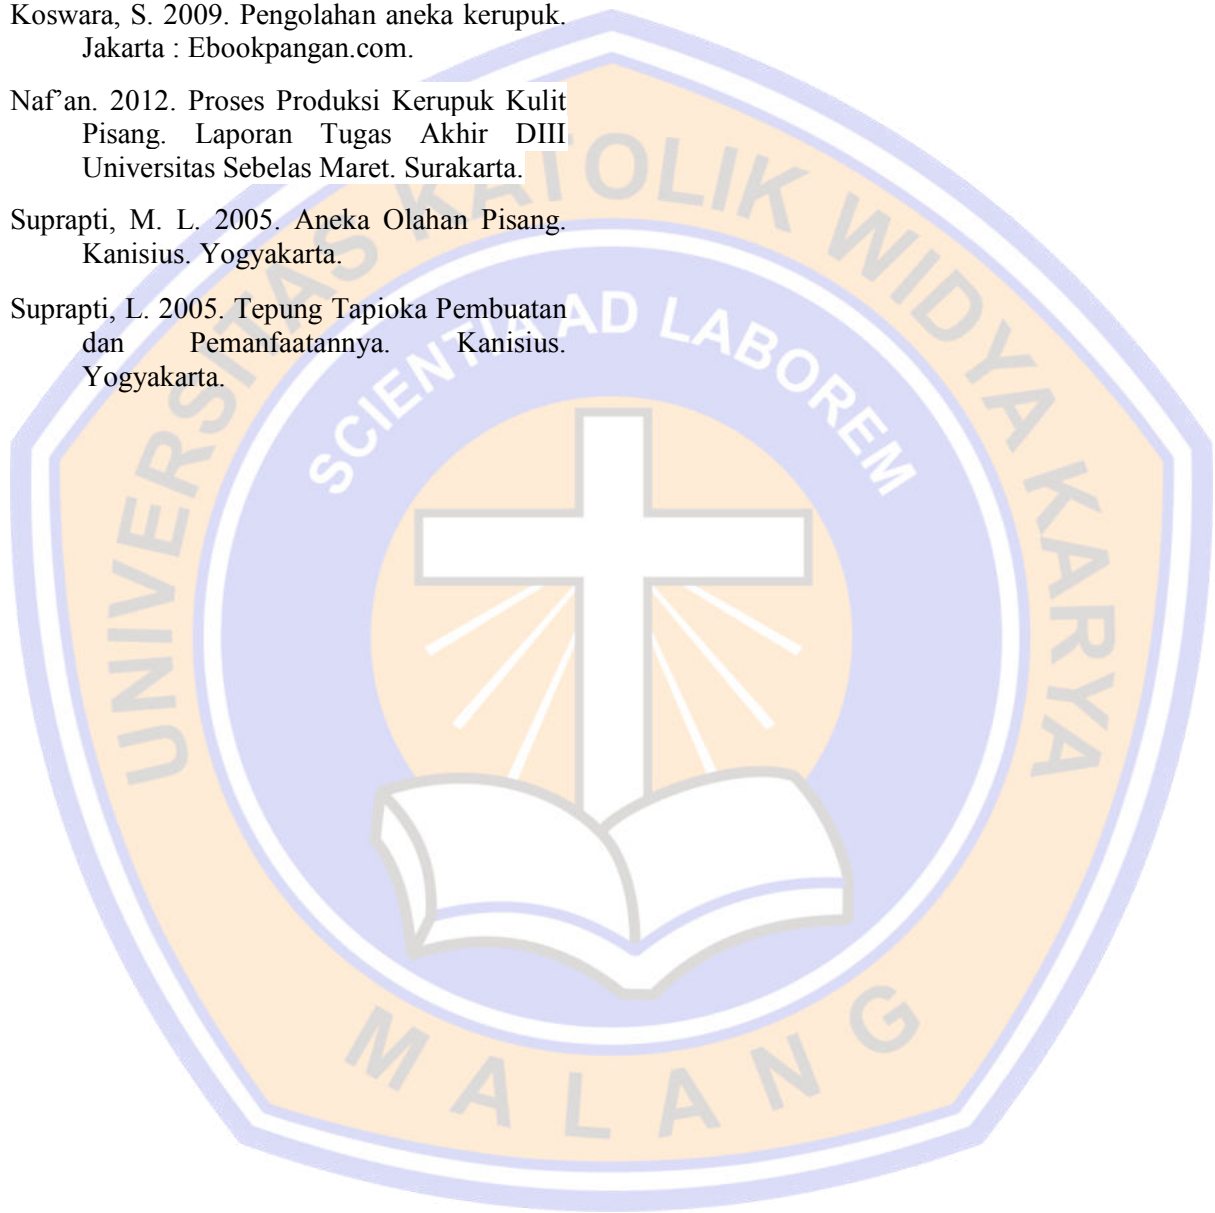 Koswara, S. 2009. Pengolahan aneka kerupuk.
Jakarta : Ebookpangan.com.
Naf’an. 2012. Proses Produksi Kerupuk Kulit
Pisang. Laporan Tugas Akhir DIII
Universitas Sebelas Maret. Surakarta.
Suprapti, M. L. 2005. Aneka Olahan Pisang.
Kanisius. Yogyakarta.
Suprapti, L. 2005. Tepung Tapioka Pembuatan
dan Pemanfaatannya. Kanisius.
Yogyakarta.
UNIVERSITAS KATOLIK WIDYA KARYA
SCIENTIA AD LABOREM
MALANG